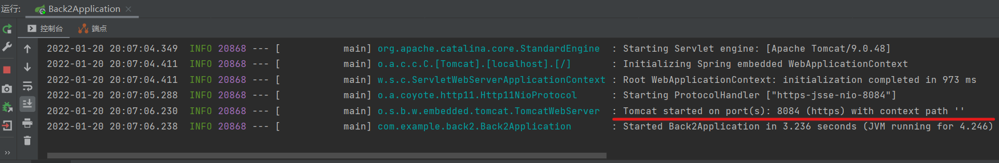 运行: Back2Application
控制台 端点
2022-01-20 20:07:04.349  INFO 20868 --- [           main] org.apache.catalina.core.StandardEngine  : Starting Servlet engine: [Apache Tomcat/9.0.48]
2022-01-20 20:07:04.411  INFO 20868 --- [           main] o.a.c.c.C.[Tomcat].[localhost].[/]       : Initializing Spring embedded WebApplicationContext
2022-01-20 20:07:04.411  INFO 20868 --- [           main] w.s.c.ServletWebServerApplicationContext : Root WebApplicationContext: initialization completed in 973 ms
2022-01-20 20:07:05.288  INFO 20868 --- [           main] o.a.coyote.http11.Http11NioProtocol      : Starting ProtocolHandler ["https-jsse-nio-8084"]
2022-01-20 20:07:06.230  INFO 20868 --- [           main] o.s.b.w.embedded.tomcat.TomcatWebServer  : Tomcat started on port(s): 8084 (https) with context path ''
2022-01-20 20:07:06.238  INFO 20868 --- [           main] com.example.back2.Back2Application       : Started Back2Application in 3.236 seconds (JVM running for 4.246)